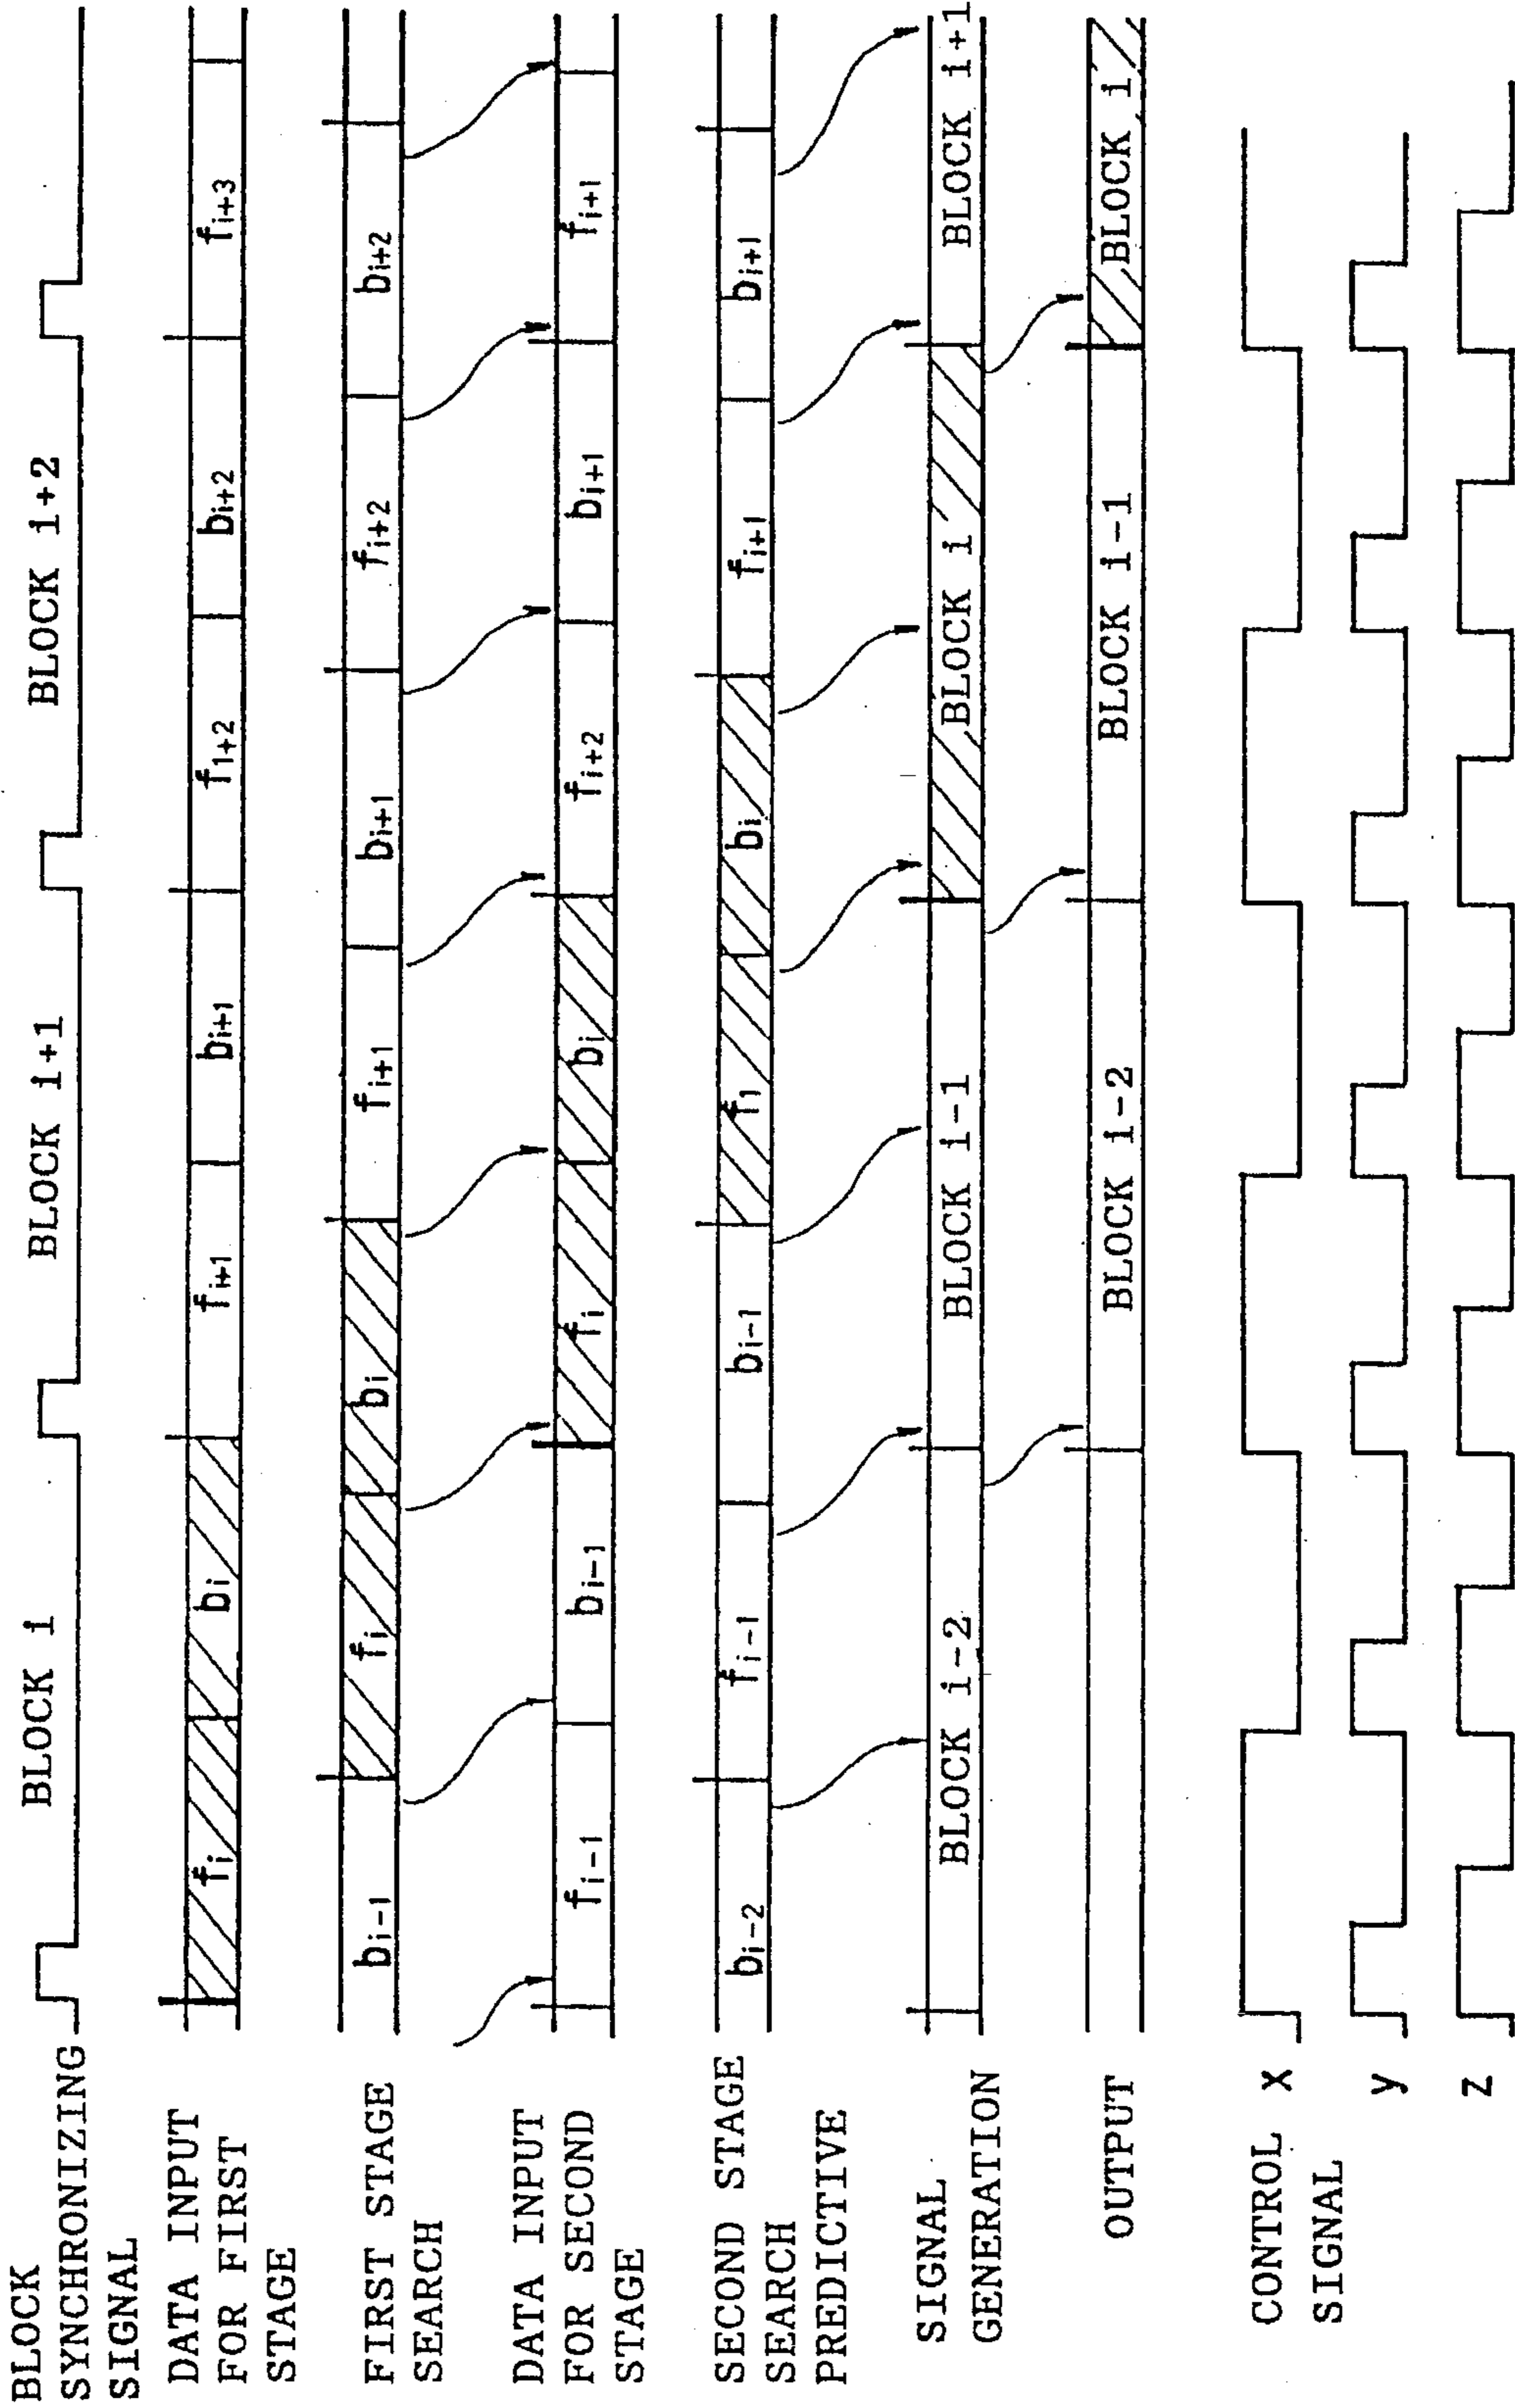 BLOCK
SYNCHRONIZING
SIGNAL
BLOCK i BLOCK i+1 BLOCK i+2
DATA INPUT
FOR FIRST
STAGE
fi bi fi+1 bi+1 f1+2 bi+2 fi+3
FIRST STAGE
SEARCH
bi-1 fi bi fi+1 bi+1 fi+2 bi+2
DATA INPUT
FOR SECOND
STAGE
fi-1 bi-1 fi bi fi+2 bi+1 fi+1
SECOND STAGE
SEARCH
bi-2 fi-1 bi-1 f1 bi fi+1 bi+1
PREDICTIVE
SIGNAL
GENERATION
BLOCK i-2 BLOCK i-1 BLOCK i BLOCK i+1
OUTPUT
BLOCK i-2 BLOCK i-1 BLOCK i
CONTROL
SIGNAL
x
y
z